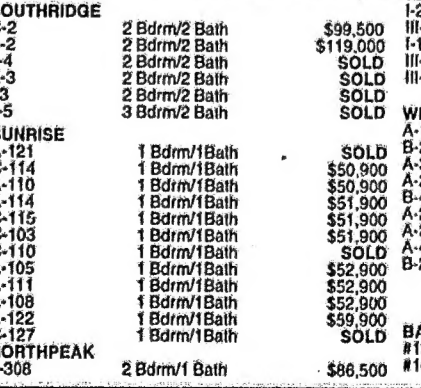 OUTHRIDGE
-2 2 Bdrm/2 Bath $99,500
-2 2 Bdrm/2 Bath $119,000
-4 2 Bdrm/2 Bath SOLD
-3 2 Bdrm/2 Bath SOLD
3 2 Bdrm/2 Bath SOLD
-5 3 Bdrm/2 Bath SOLD
UNRISE
-121 1 Bdrm/1Bath SOLD
-114 1 Bdrm/1Bath $50,900
-110 1 Bdrm/1Bath $50,900
-114 1 Bdrm/1Bath $51,900
-115 1 Bdrm/1Bath $51,900
-103 1 Bdrm/1Bath $51,900
-110 1 Bdrm/1Bath SOLD
-105 1 Bdrm/1Bath $52,900
-111 1 Bdrm/1Bath $52,900
-108 1 Bdrm/1Bath $52,900
-122 1 Bdrm/1Bath $59,900
-127 1 Bdrm/1Bath SOLD
ORTHPEAK
-308 2 Bdrm/1 Bath $86,500